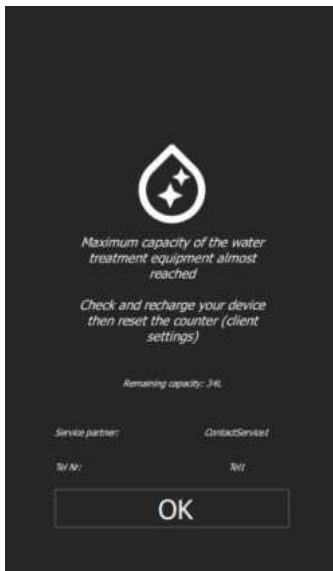 Maximum capacity of the water
treatment equipment almost
reached
Check and recharge your device
then reset the counter (client
settings)
Remaining capacity: 34L
Service partner: ContactService1
Tel Nr: Tel1
OK